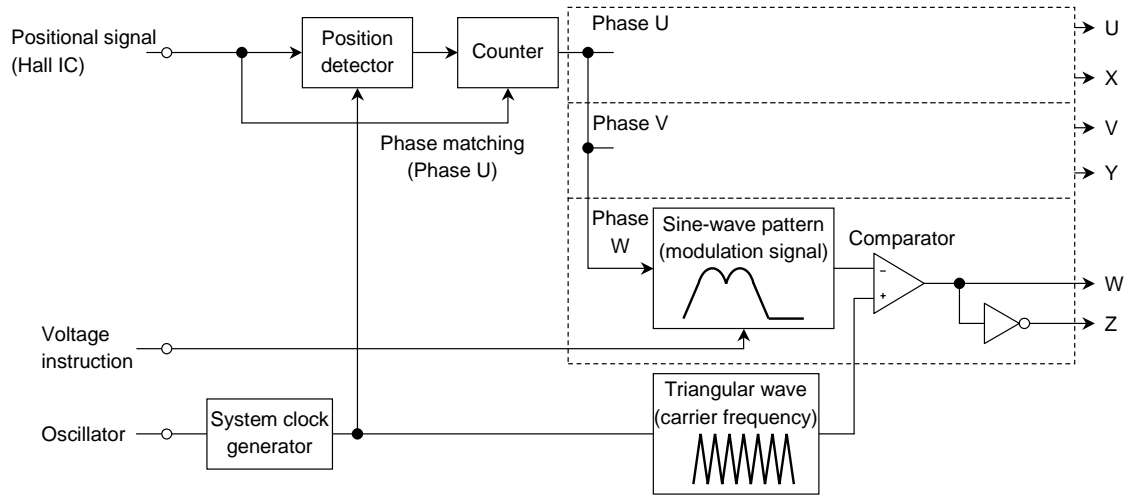 Positional signal
(Hall IC)
Position
detector
Counter
Phase matching
(Phase U)
Phase U
U
X
Phase V
V
Y
Phase
W
Sine-wave pattern
(modulation signal)
Comparator
−
+
W
Z
Voltage
instruction
Oscillator
System clock
generator
Triangular wave
(carrier frequency)